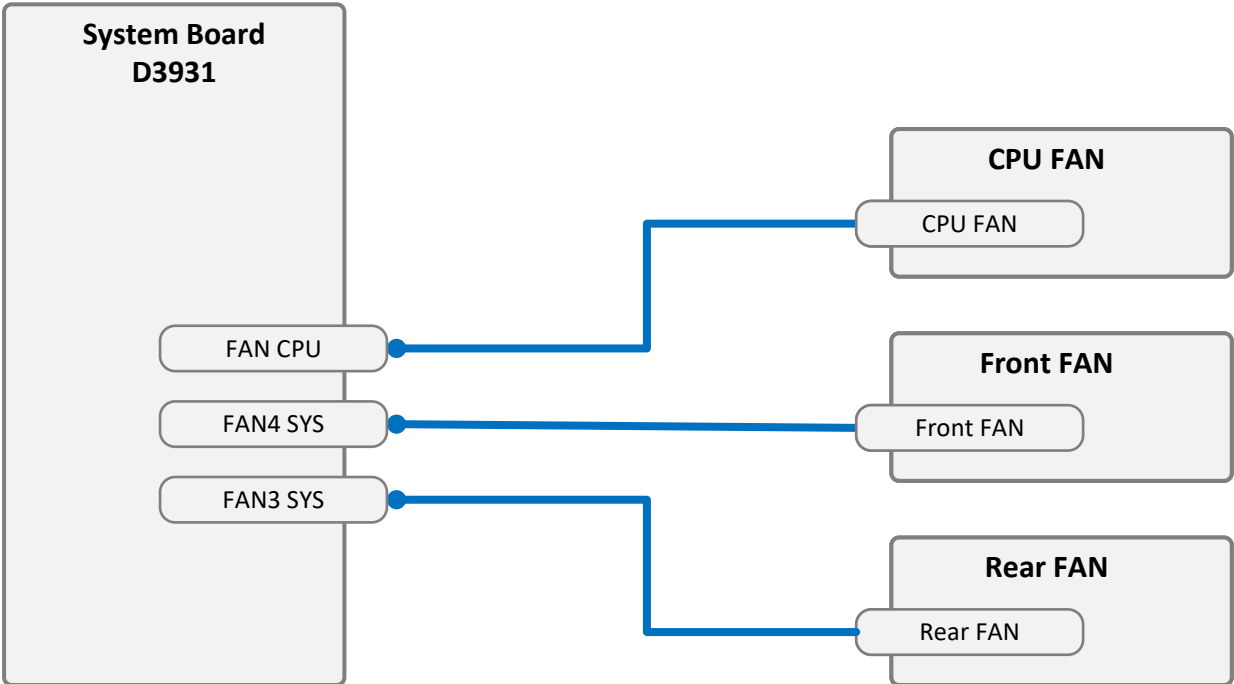 System Board
D3931
CPU FAN
CPU FAN
FAN CPU
Front FAN
FAN4 SYS
Front FAN
FAN3 SYS
Rear FAN
Rear FAN